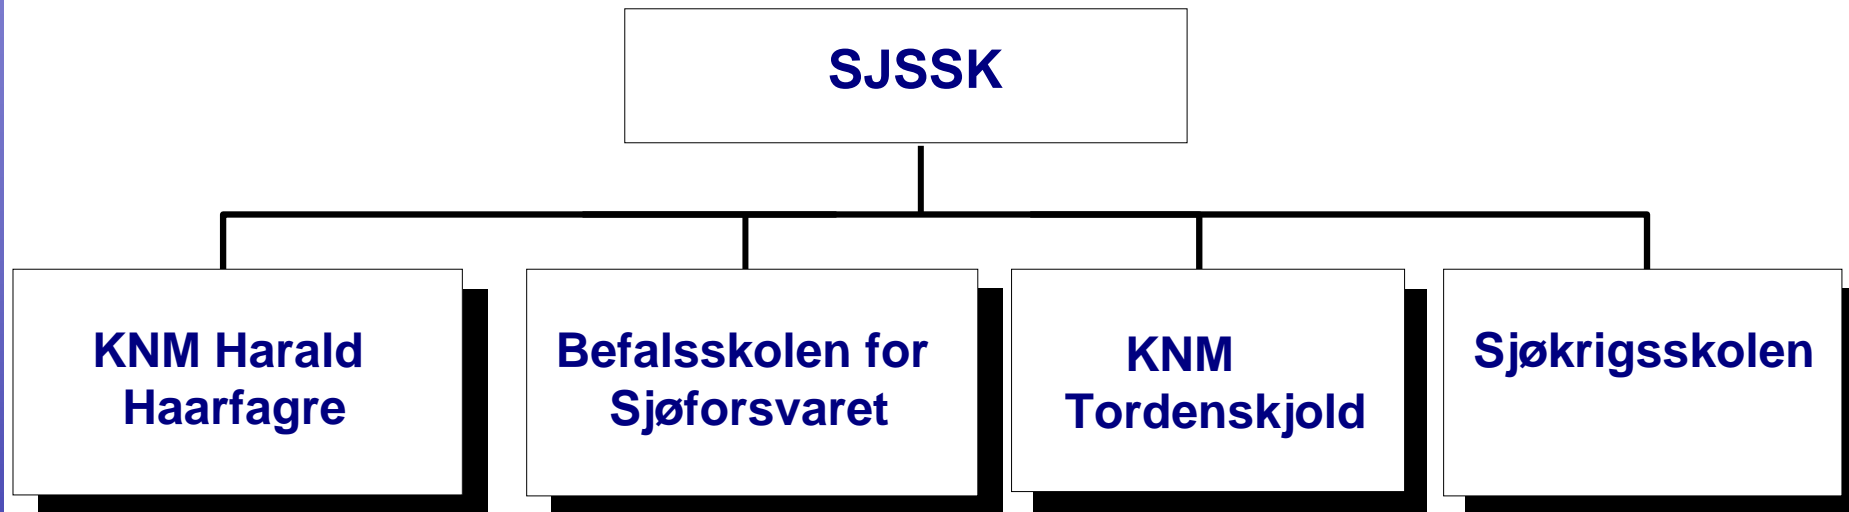 SJSSK
KNM Harald
Haarfagre
Befalsskolen for
Sjøforsvaret
KNM
Tordenskjold
Sjøkrigsskolen